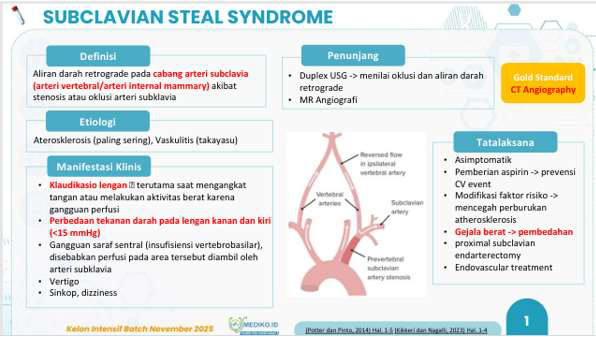 SUBCLAVIAN STEAL SYNDROME
Definisi
Aliran darah retrograde pada cabang arteri subclavia
(arteri vertebral/arteri internal mammary) akibat
stenosis atau oklusi arteri subklavia
Etiologi
Aterosklerosis (paling sering), Vaskulitis (takayasu)
Manifestasi Klinis
• Klaudikasio lengan ⍰ terutama saat mengangkat
tangan atau melakukan aktivitas berat karena
gangguan perfusi
• Perbedaan tekanan darah pada lengan kanan dan kiri
(<15 mmHg)
• Gangguan saraf sentral (insufisiensi vertebrobasilar),
disebabkan perfusi pada area tersebut diambil oleh
arteri subklavia
• Vertigo
• Sinkop, dizziness
Penunjang
• Duplex USG -> menilai oklusi dan aliran darah
retrograde
• MR Angiografi
Gold Standard
CT Angiography
Reversed flow
in ipsilateral
vertebral artery
Vertebral
arteries
Subclavian
artery
Prevertebral
subclavian
artery stenosis
Tatalaksana
• Asimptomatik
• Pemberian aspirin -> prevensi
CV event
• Modifikasi faktor risiko ->
mencegah perburukan
atherosklerosis
• Gejala berat -> pembedahan
• proximal subclavian
endarterectomy
• Endovascular treatment
Kelan Intensif Batch November 2025
MEDIKO.ID
(Potter dan Pinto, 2014) Hal. 1-5 (Kikkeri dan Nagalli, 2023) Hal. 1-4
1